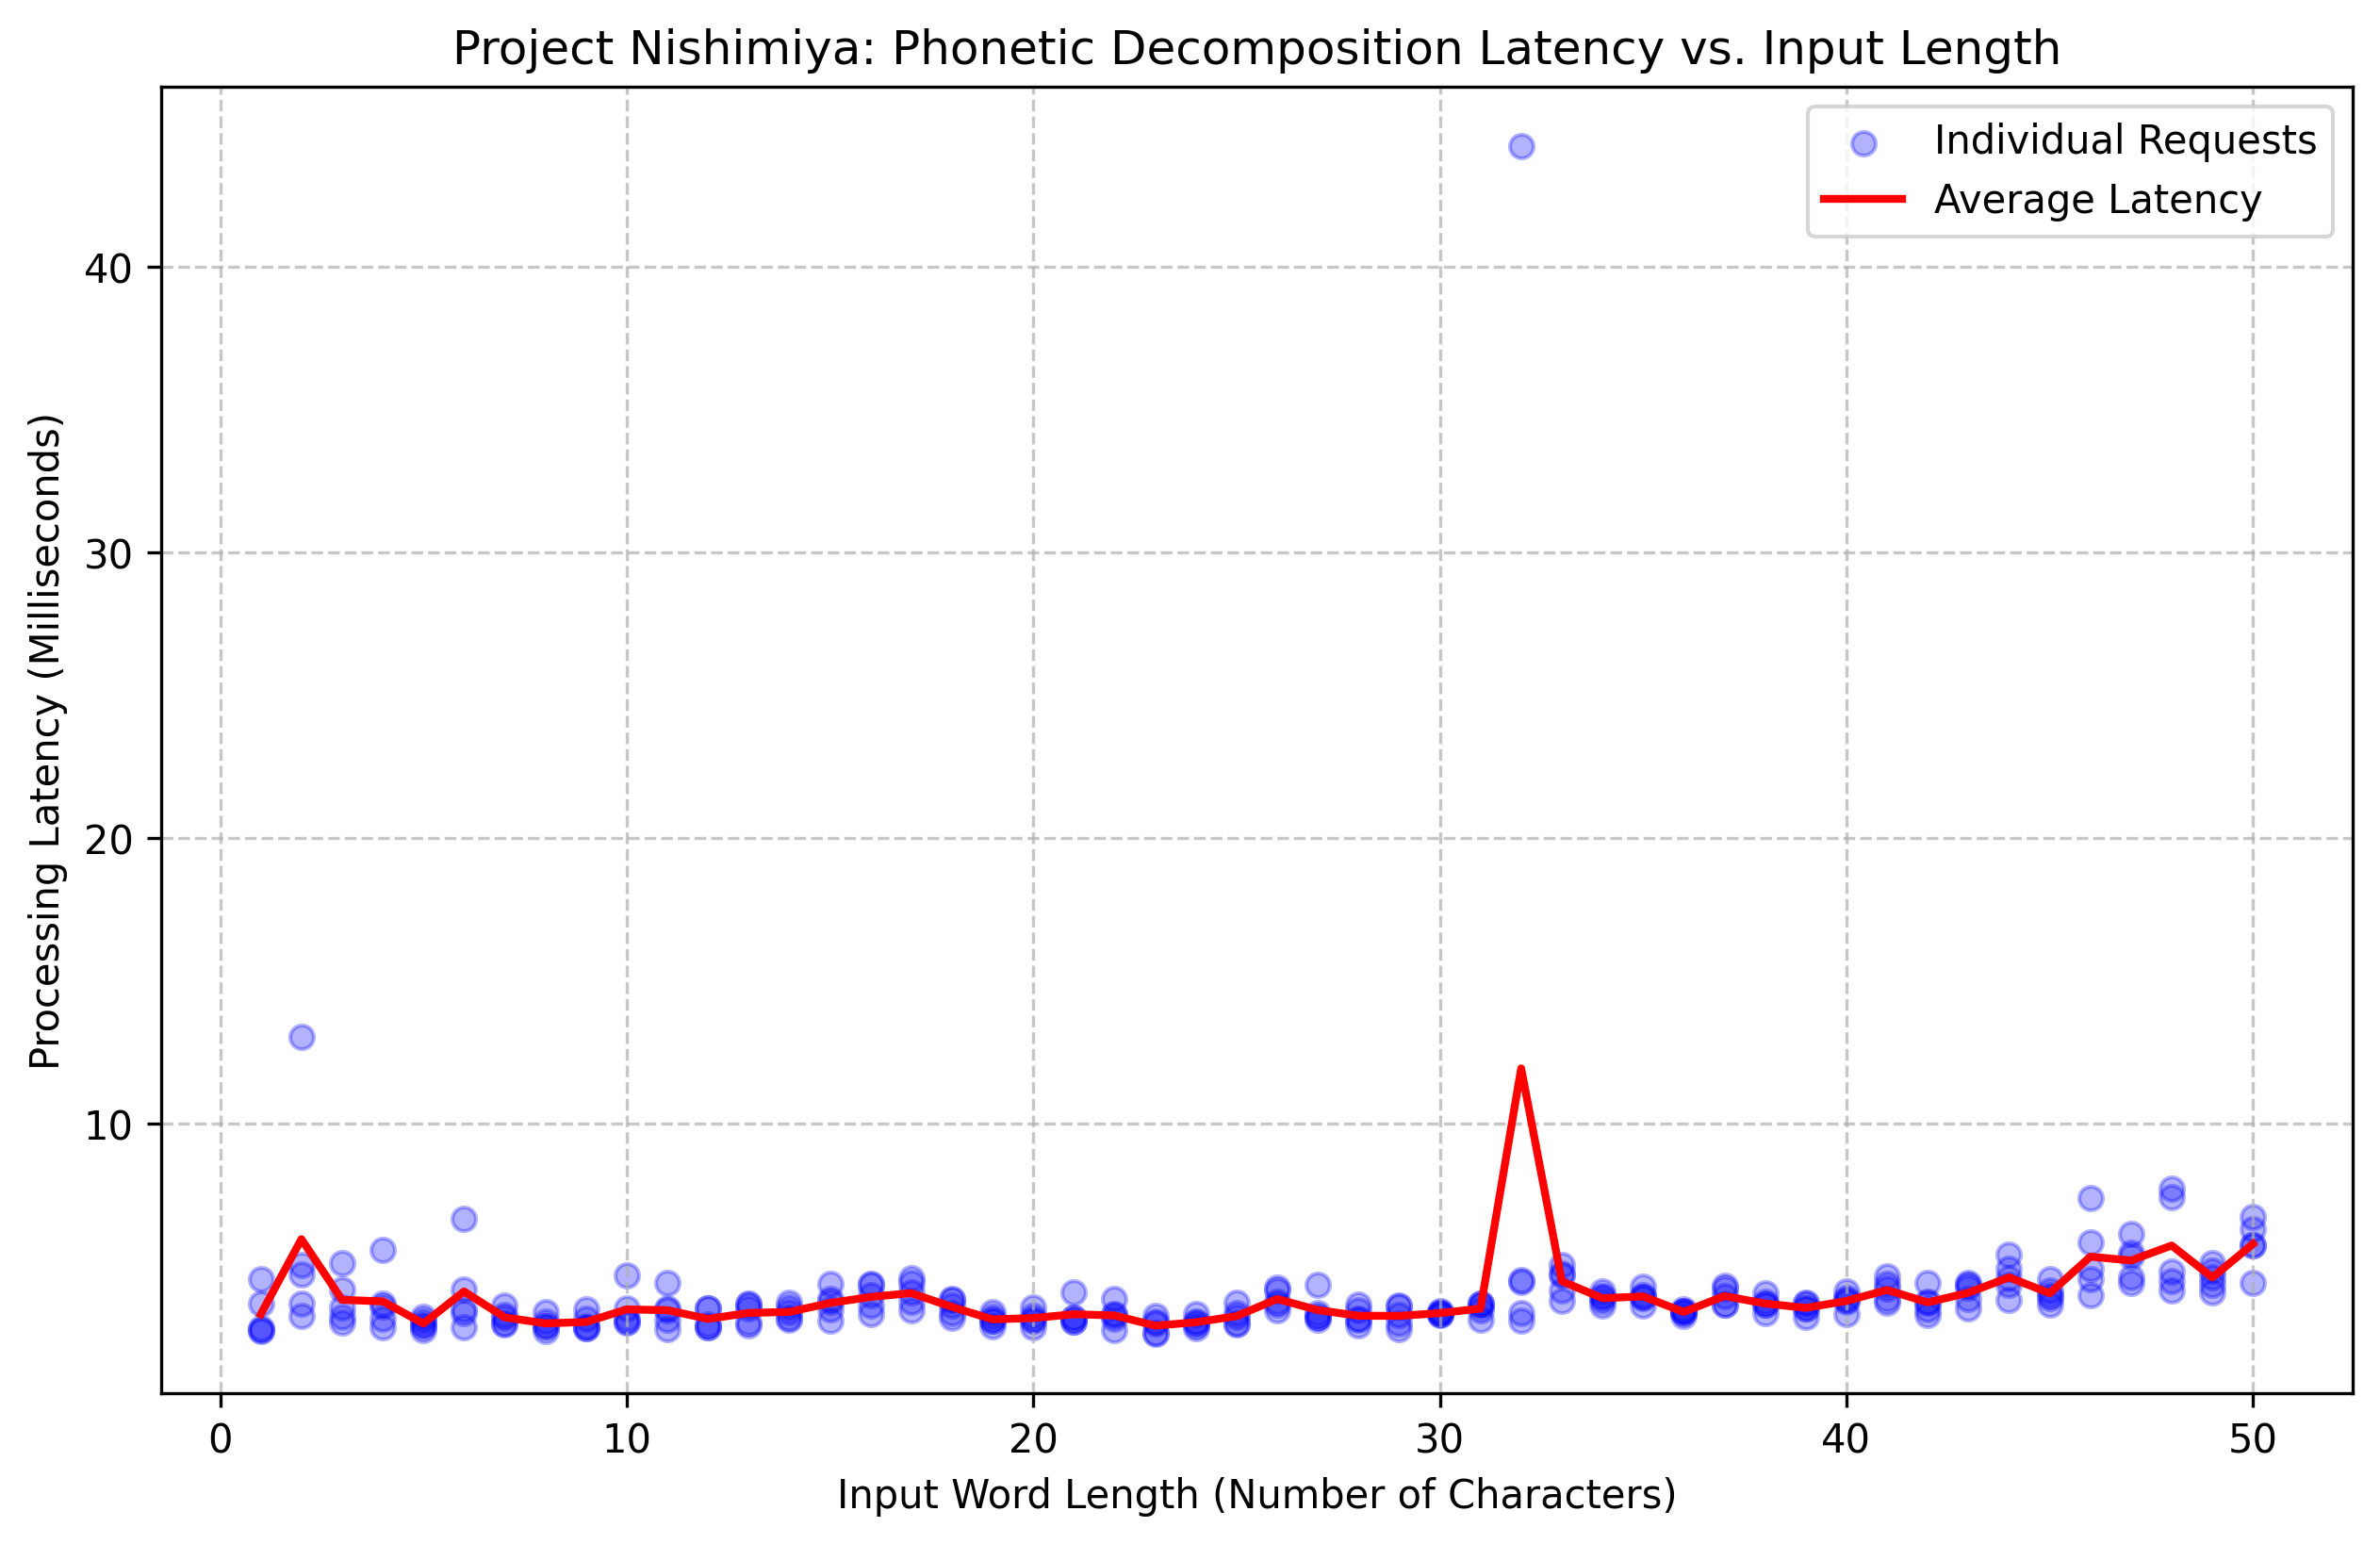 Project Nishimiya: Phonetic Decomposition Latency vs. Input Length
Individual Requests
Average Latency
Processing Latency (Milliseconds)
40
30
20
10
0 10 20 30 40 50
Input Word Length (Number of Characters)